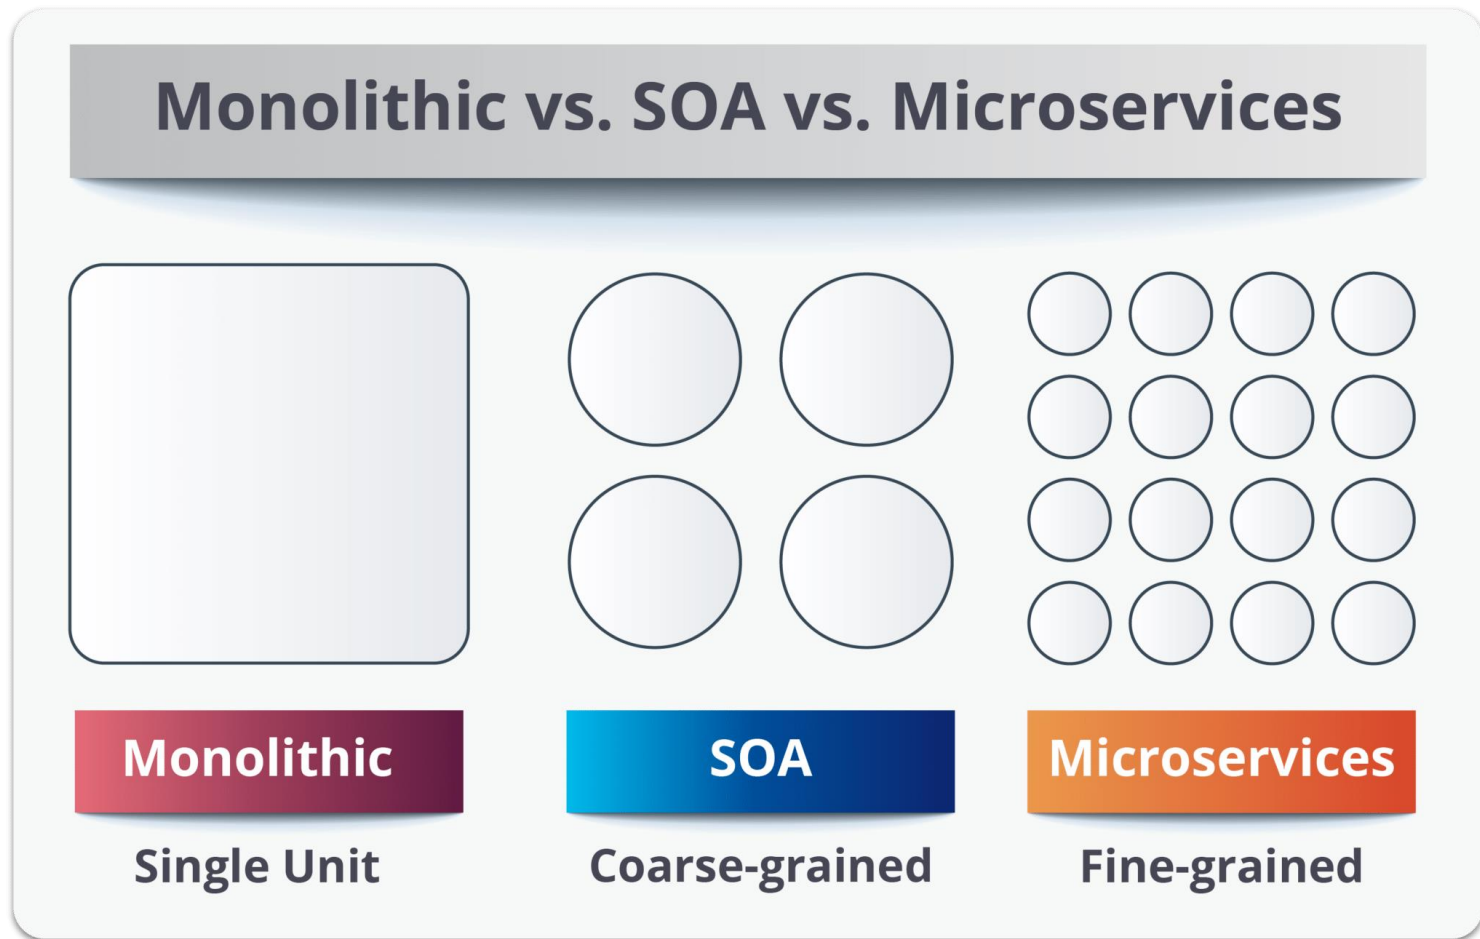 Monolithic vs. SOA vs. Microservices
Monolithic
SOA
Microservices
Single Unit
Coarse-grained
Fine-grained